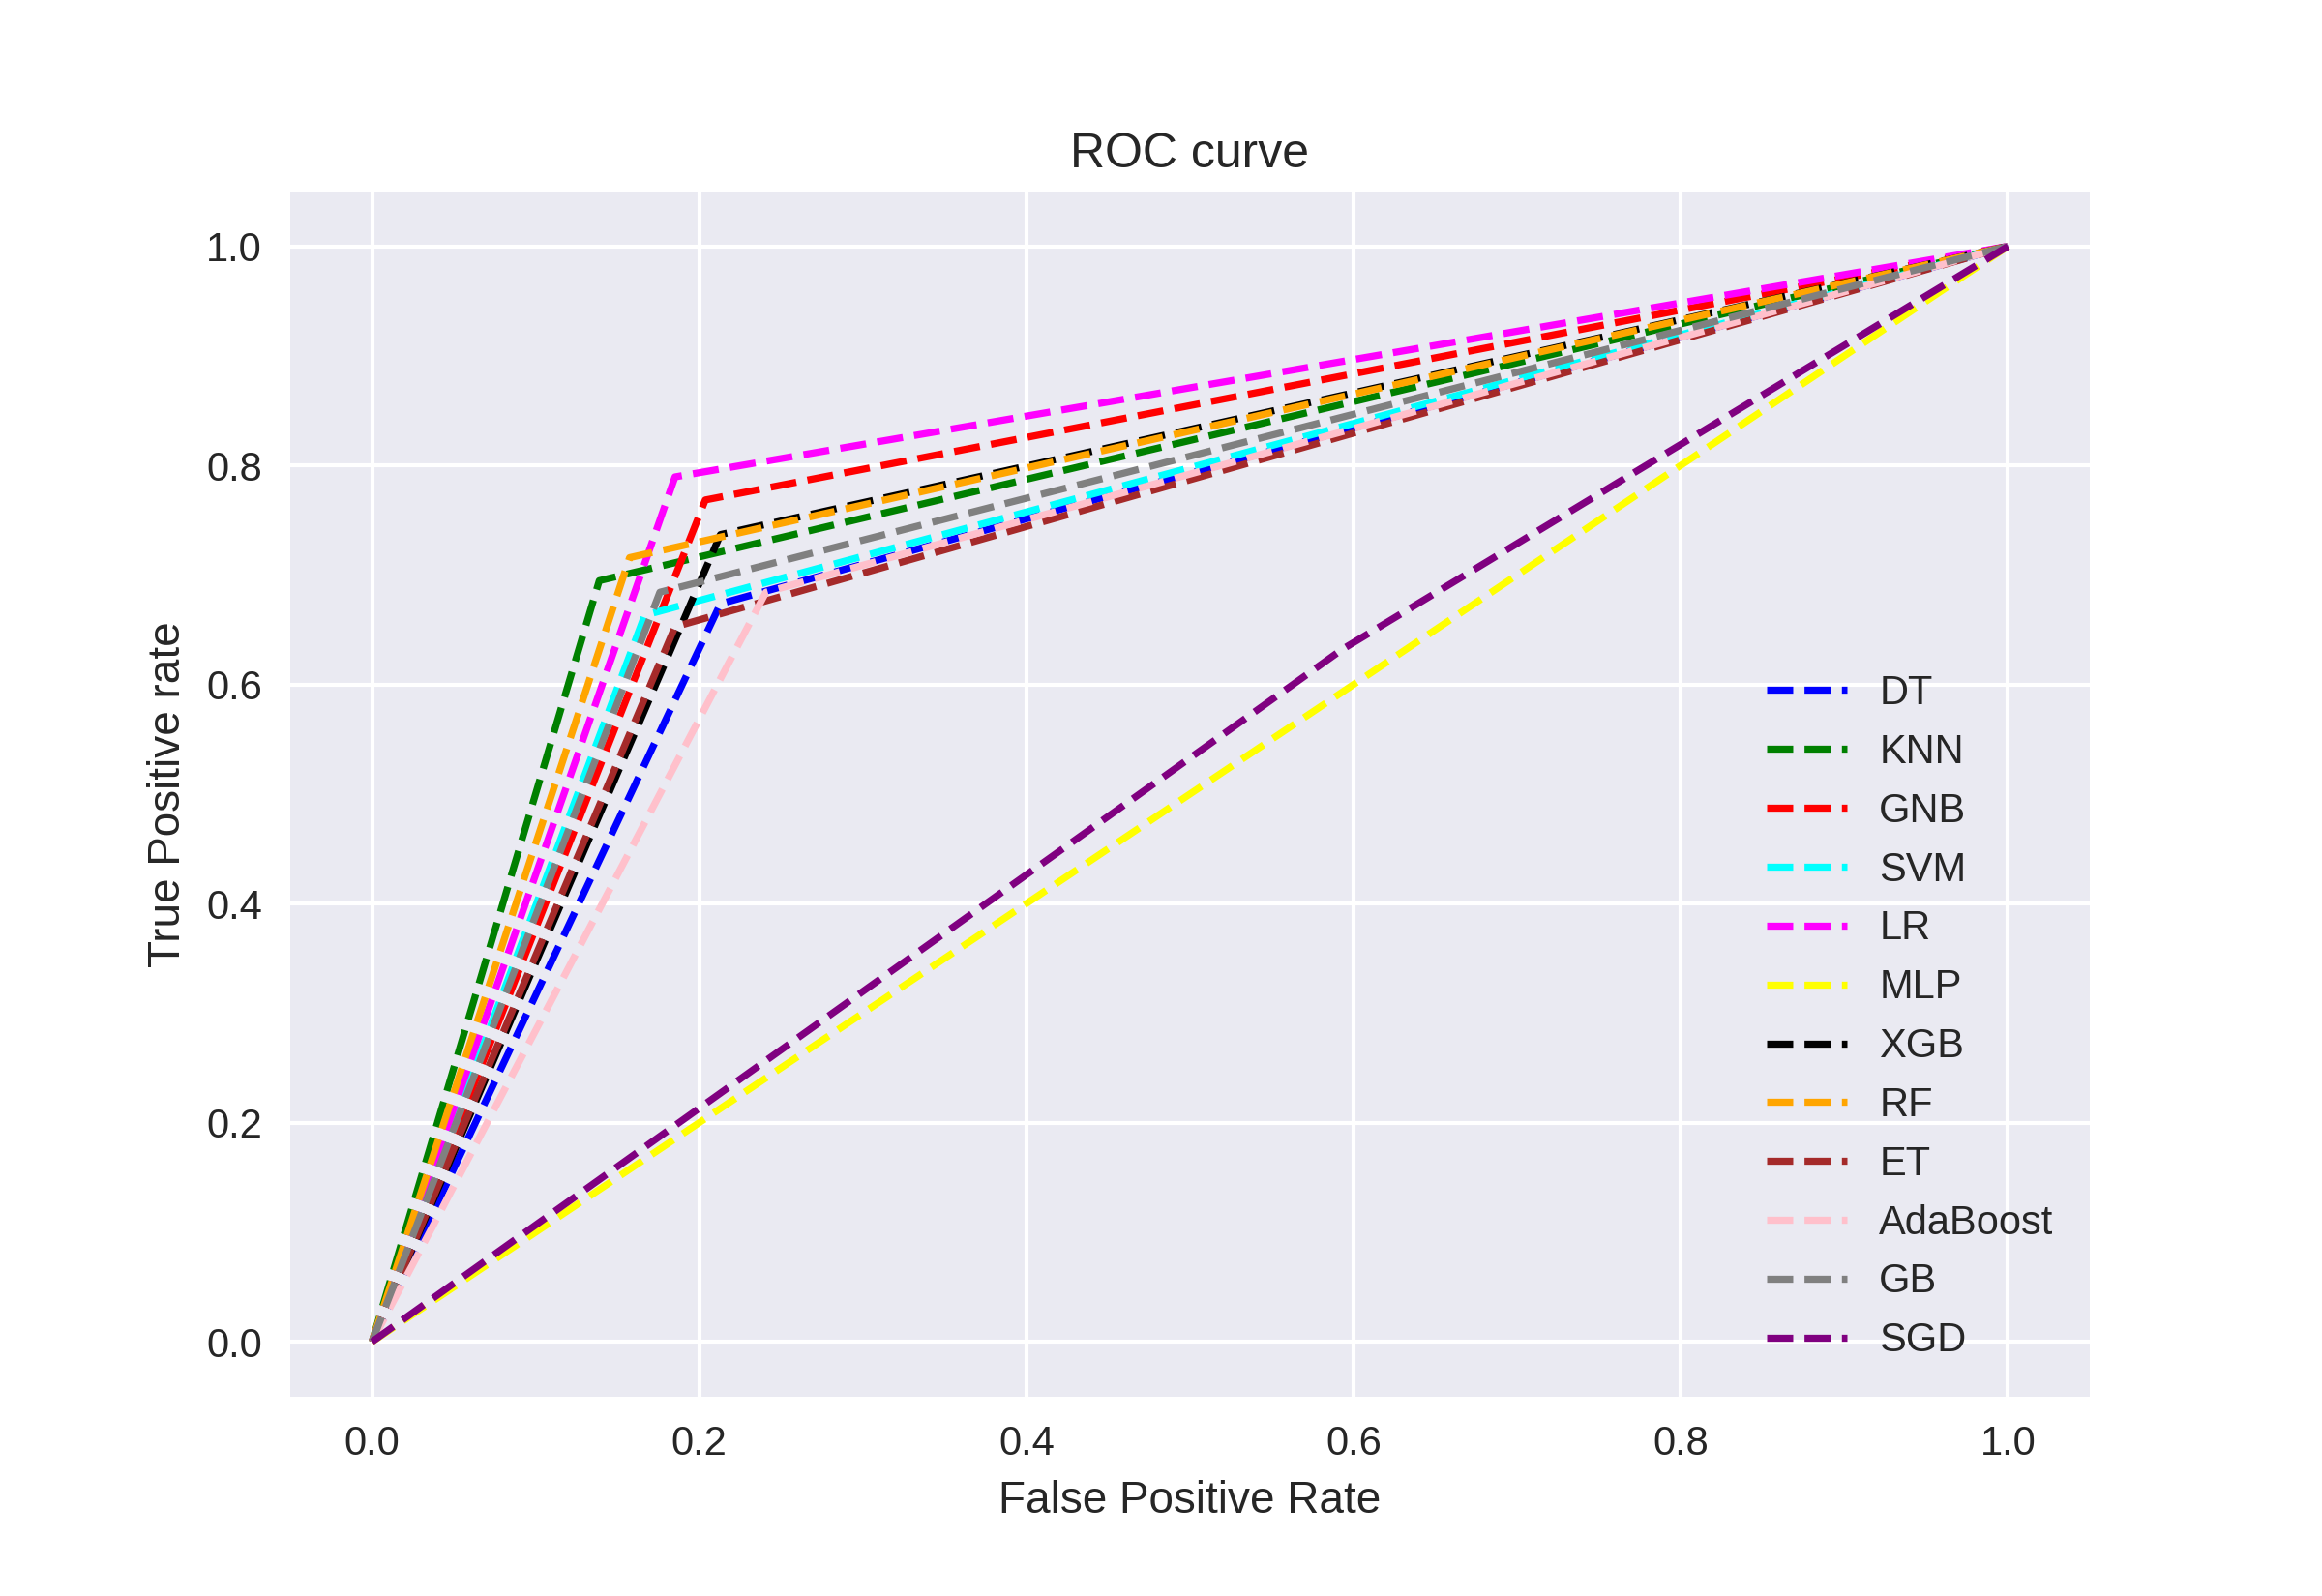 ROC curve
1.0
0.8
0.6
0.4
0.2
0.0
True Positive rate
DT
KNN
GNB
SVM
LR
MLP
XGB
RF
ET
AdaBoost
GB
SGD
0.0 0.2 0.4 0.6 0.8 1.0
False Positive Rate